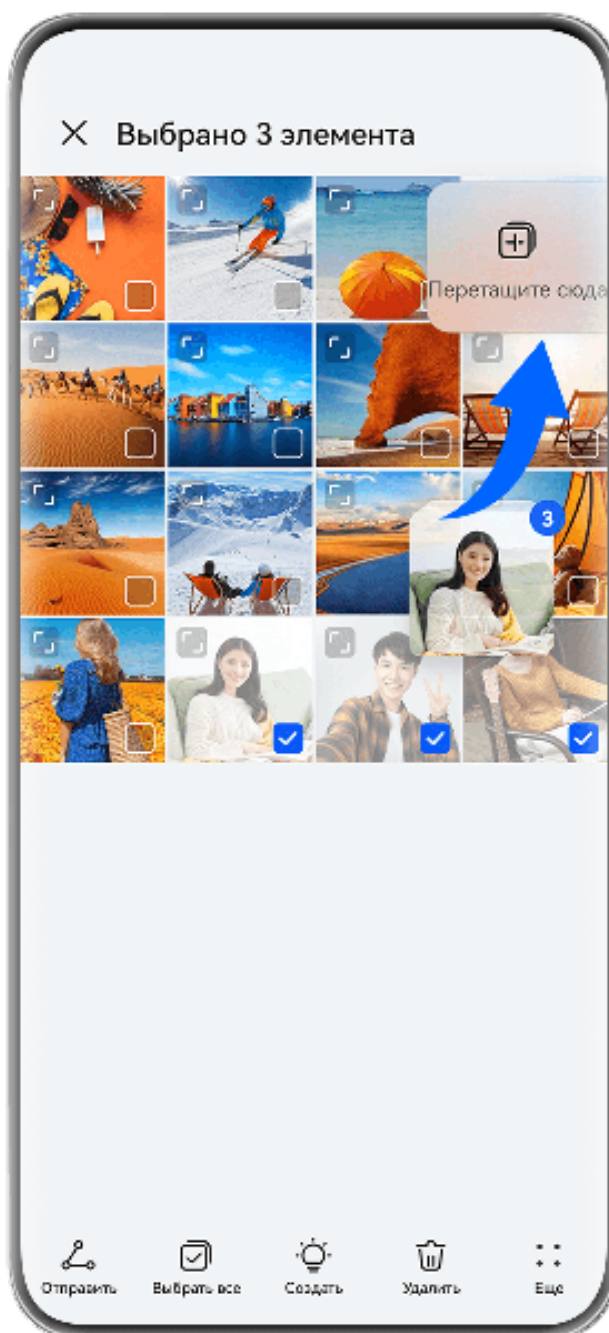 Выбрано 3 элемента
Перетащите сюда
3
Отправить
Выбрать все
Создать
Удалить
Еще